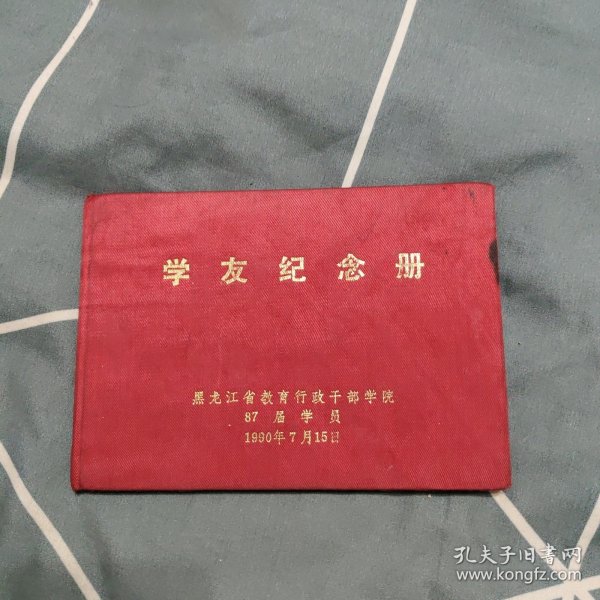 学友纪念册
黑龙江省教育行政干部学院
87届学员
1990年7月15日
孔夫子旧书网
www.kongfz.com